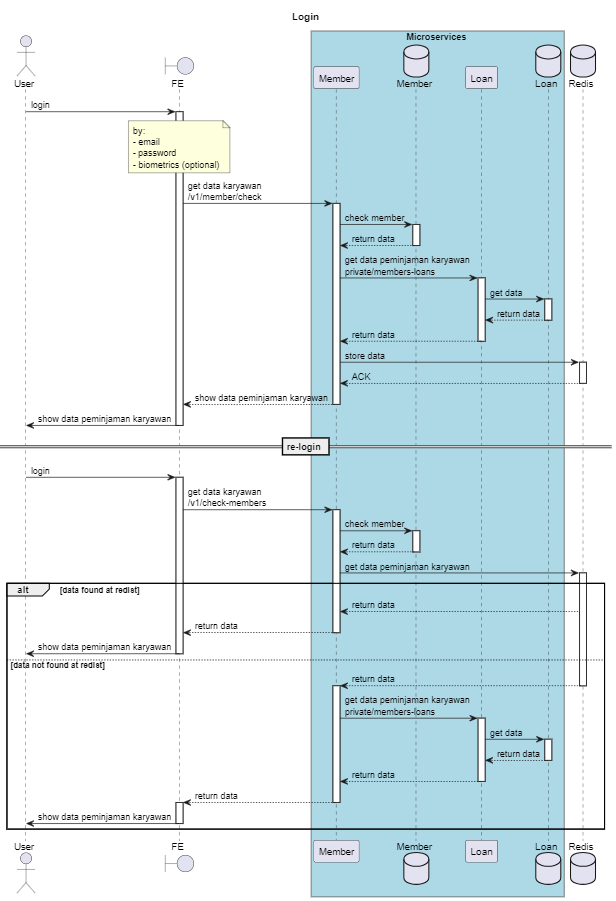 Login
Microservices
User
FE
Member
Member
Loan
Loan
Redis
login
by:
- email
- password
- biometrics (optional)
get data karyawan
/v1/member/check
check member
return data
get data peminjaman karyawan
private/members-loans
get data
return data
return data
store data
ACK
show data peminjaman karyawan
show data peminjaman karyawan
re-login
login
get data karyawan
/v1/check-members
check member
return data
get data peminjaman karyawan
alt [data found at redist]
return data
return data
show data peminjaman karyawan
[data not found at redist]
return data
get data peminjaman karyawan
private/members-loans
get data
return data
return data
return data
show data peminjaman karyawan
User
FE
Member
Member
Loan
Loan
Redis